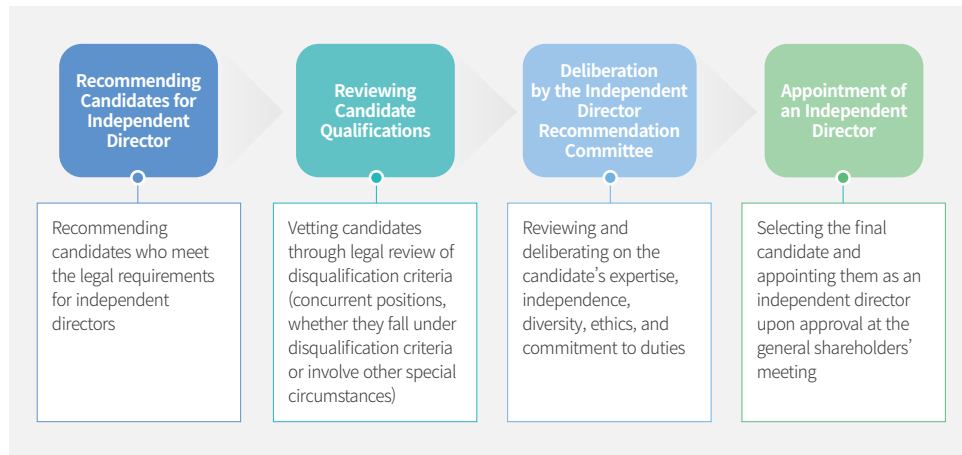 Recommending
Candidates for
Independent
Director
Reviewing
Candidate
Qualifications
Deliberation
by the Independent
Director
Recommendation
Committee
Appointment of
an Independent
Director
Recommending
candidates who meet
the legal requirements
for independent
directors
Vetting candidates
through legal review of
disqualification criteria
(concurrent positions,
whether they fall under
disqualification criteria
or involve other special
circumstances)
Reviewing and
deliberating on the
candidate’s expertise,
independence,
diversity, ethics, and
commitment to duties
Selecting the final
candidate and
appointing them as an
independent director
upon approval at the
general shareholders’
meeting